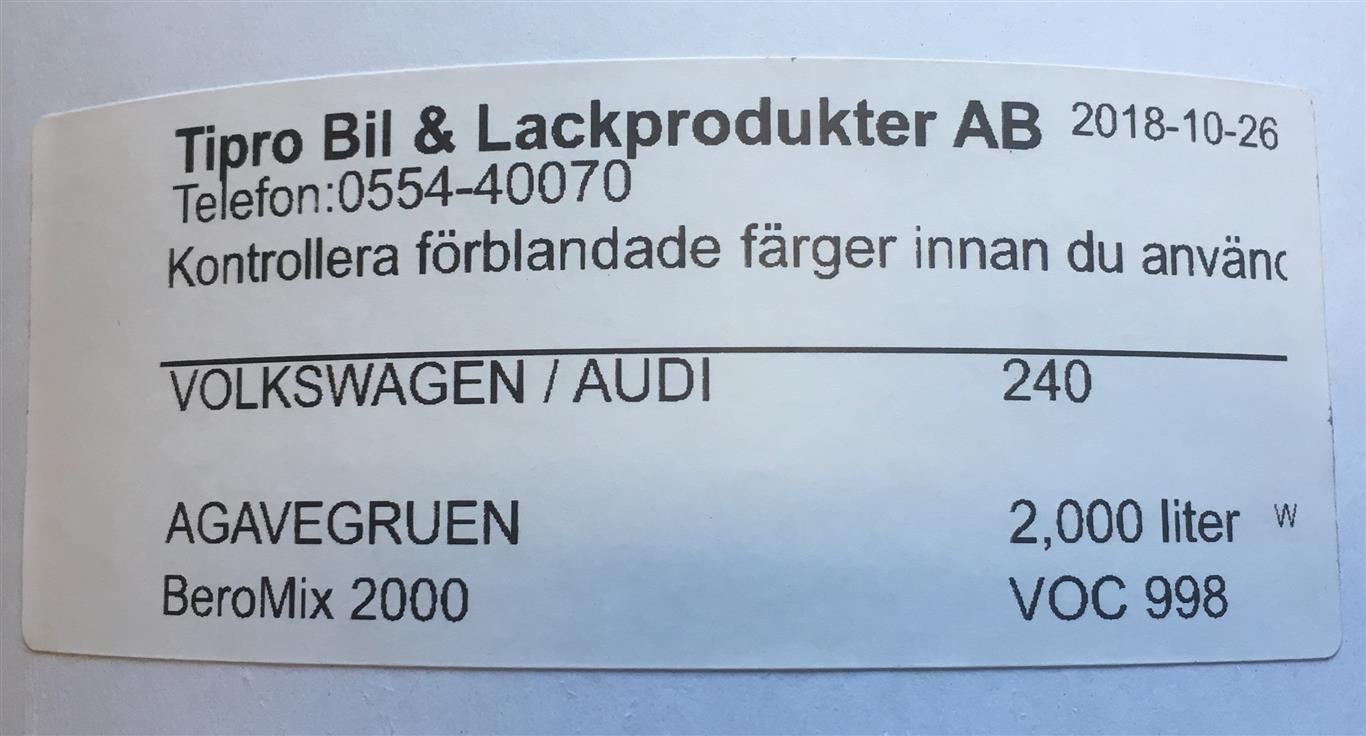 Tipro Bil & Lackprodukter AB 2018-10-26
Telefon:0554-40070
Kontrollera förblandade färger innan du använ
VOLKSWAGEN / AUDI 240
AGAVEGRUEN 2,000 liter W
BeroMix 2000 VOC 998